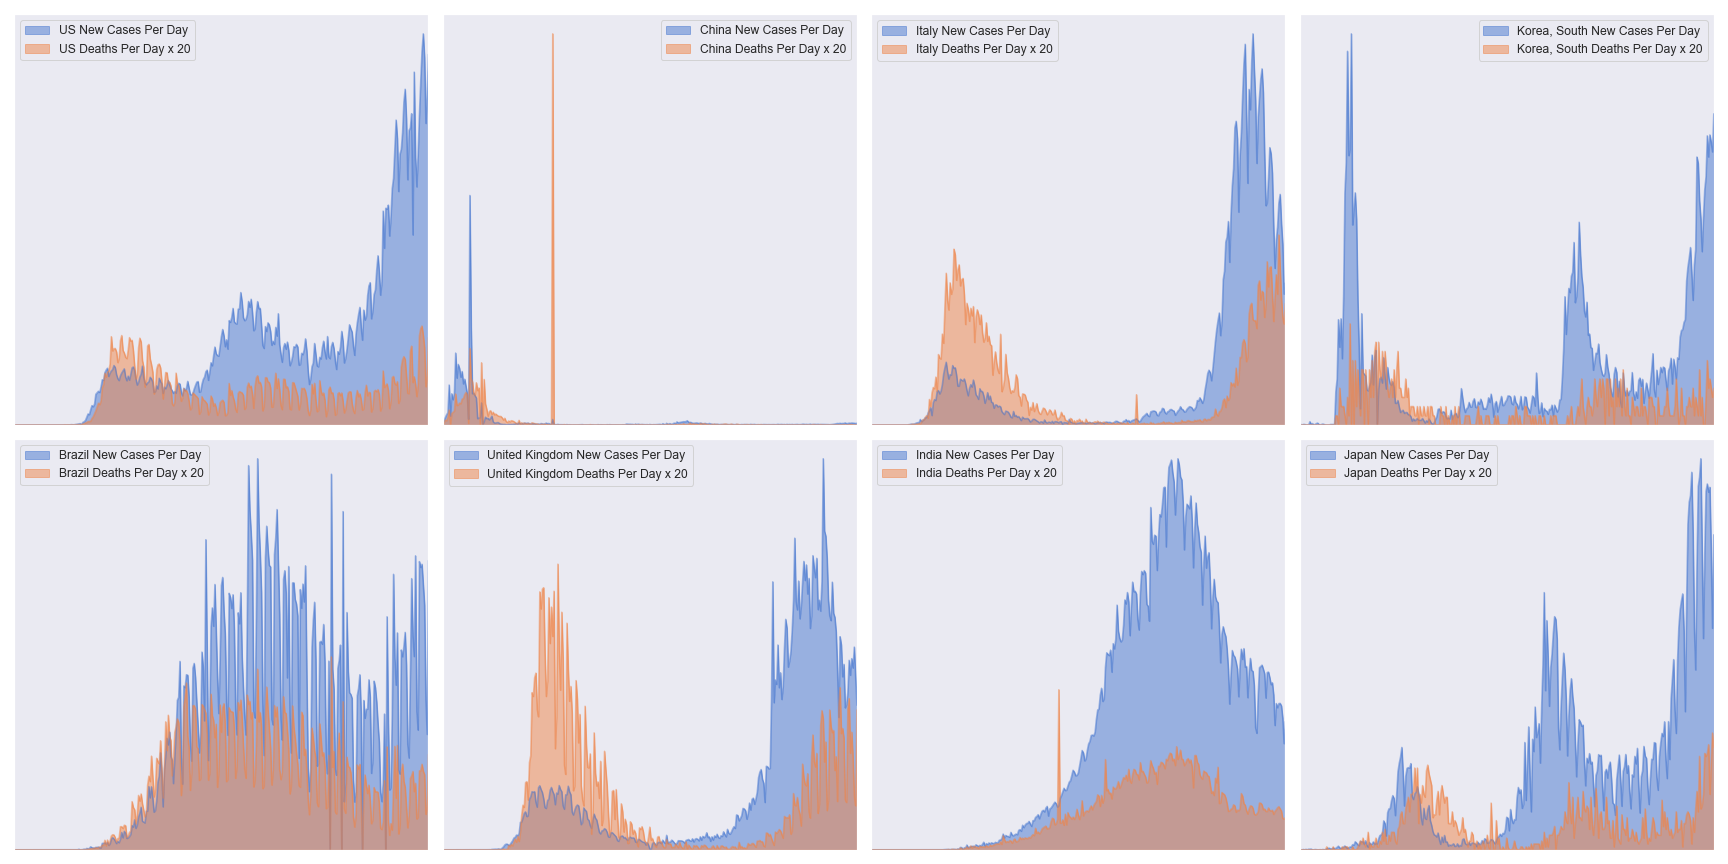 US New Cases Per Day
US Deaths Per Day x 20
China New Cases Per Day
China Deaths Per Day x 20
Italy New Cases Per Day
Italy Deaths Per Day x 20
Korea, South New Cases Per Day
Korea, South Deaths Per Day x 20
Brazil New Cases Per Day
Brazil Deaths Per Day x 20
United Kingdom New Cases Per Day
United Kingdom Deaths Per Day x 20
India New Cases Per Day
India Deaths Per Day x 20
Japan New Cases Per Day
Japan Deaths Per Day x 20